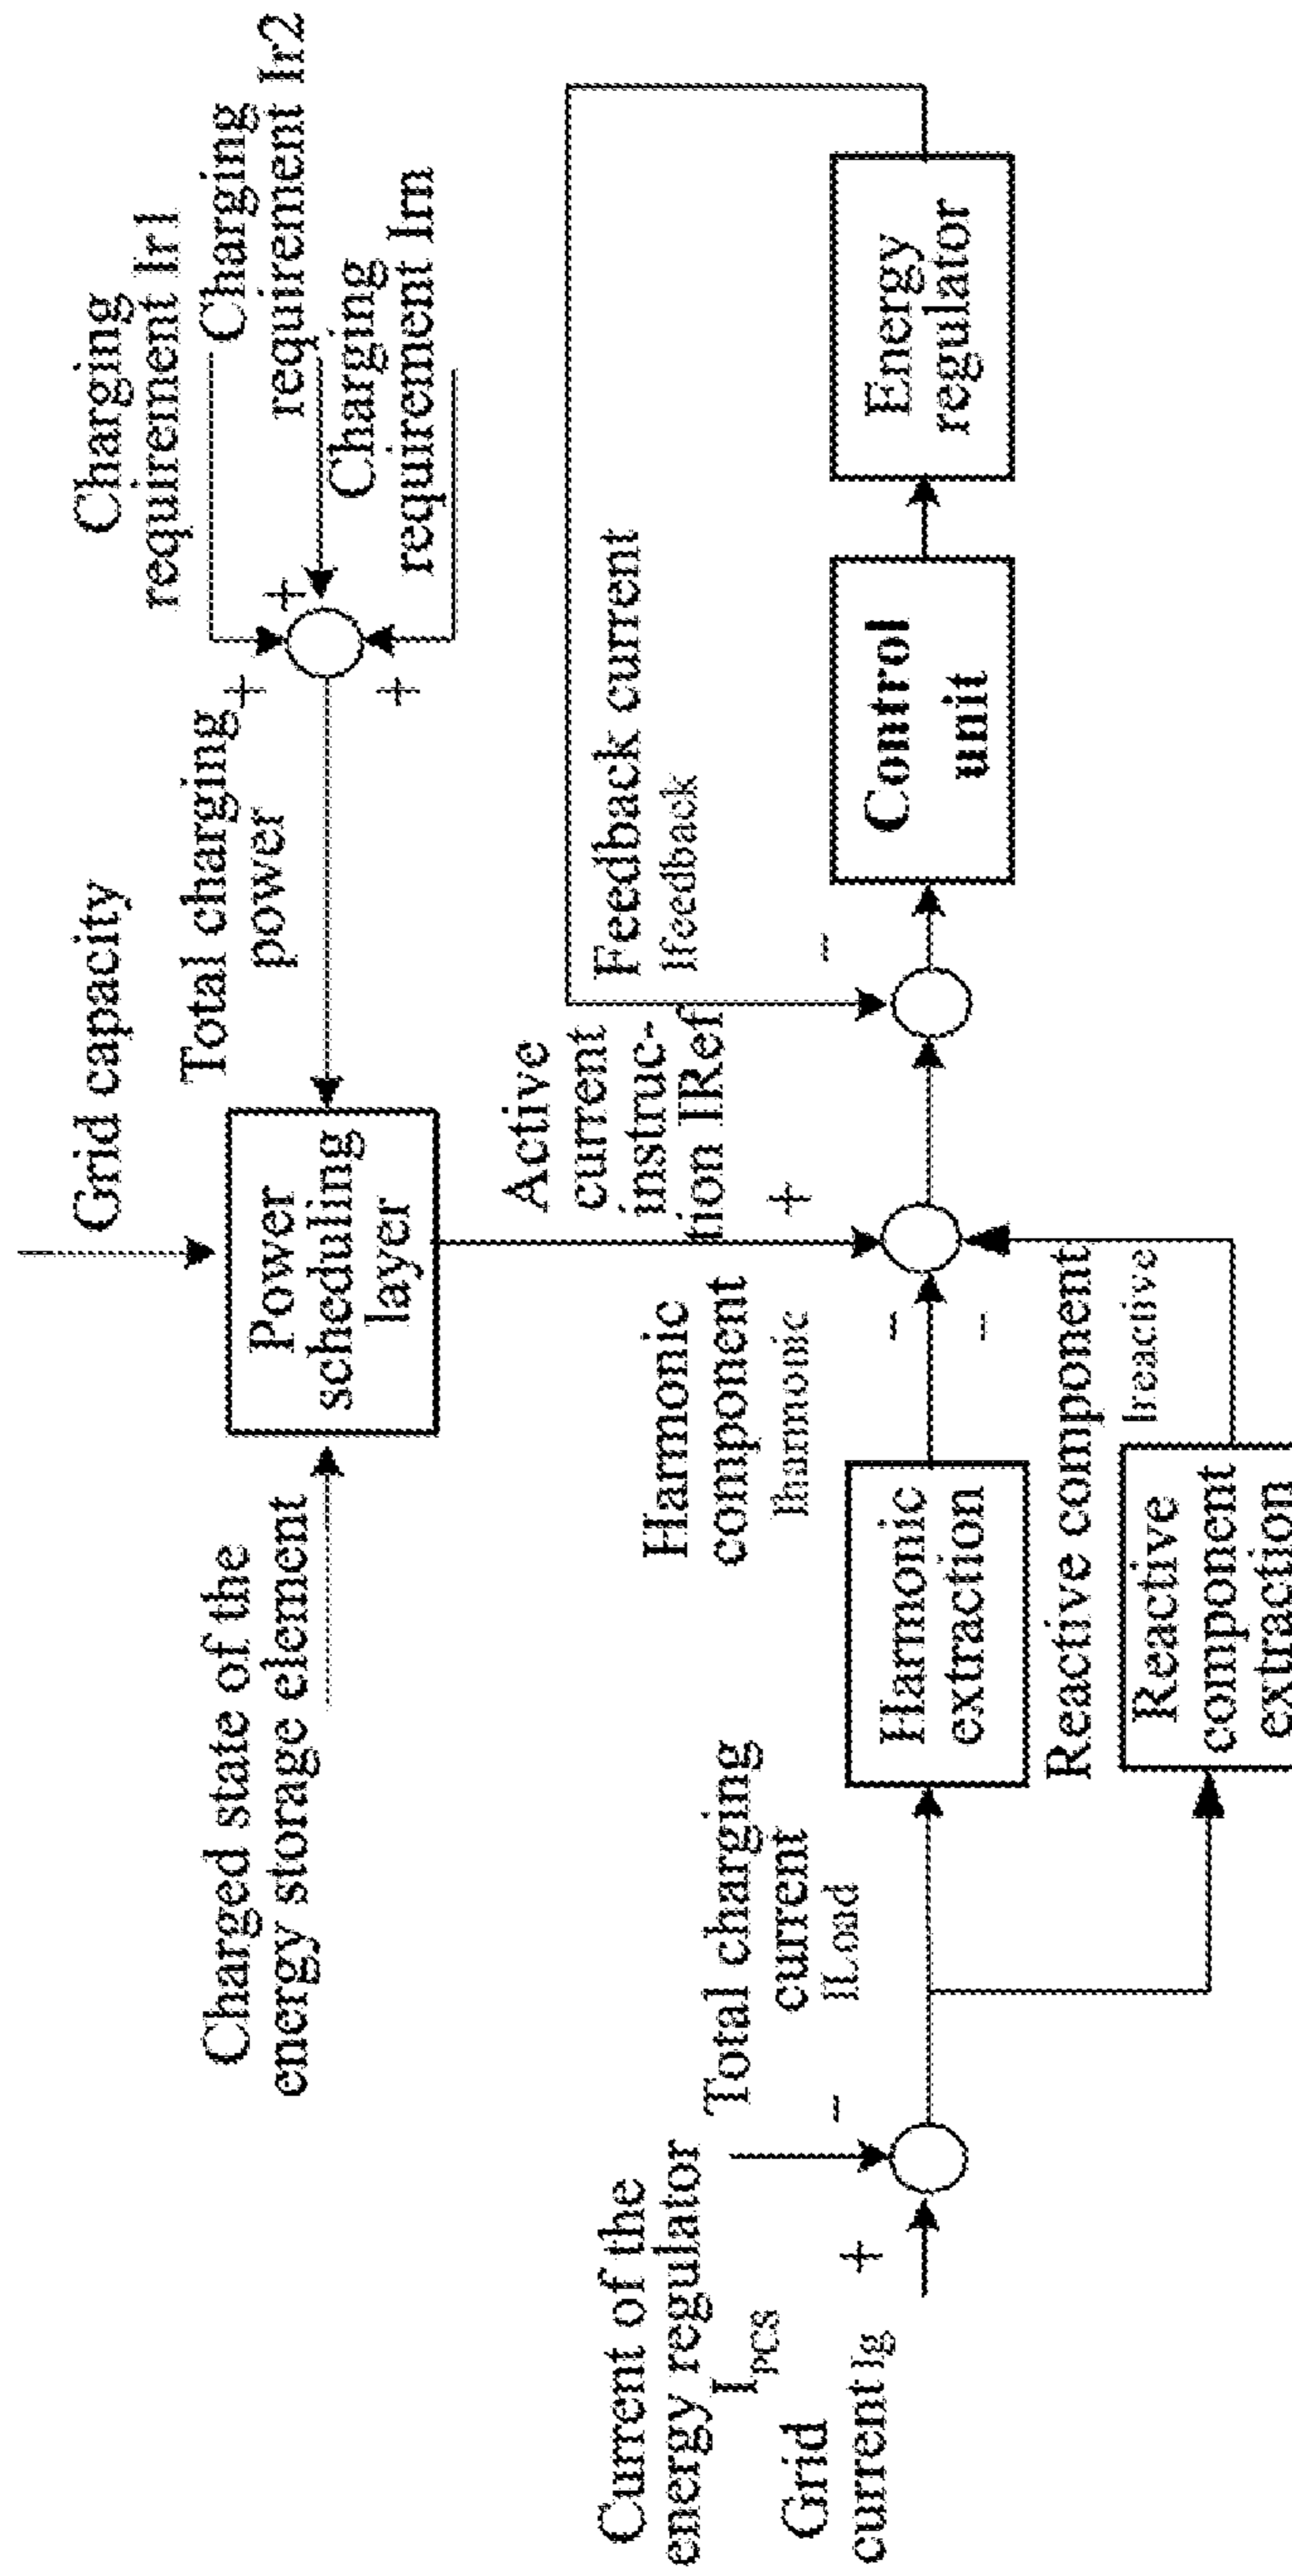 Grid capacity
Charging
requirement Ir1
Charging
requirement Ir2
Charging
requirement Irn
Total charging
power
Charged state of the
energy storage element
Power
scheduling
layer
+
+
+
Active
current
instruc-
tion IRef
Feedback current
Ifeedback
Harmonic
component
Iharmonic
Current of the
energy regulator
IPCS
Total charging
current
ILoad
Grid
current Ig
+
-
Harmonic
extraction
-
-
+
-
Control
unit
Energy
regulator
Reactive component
Ireactive
Reactive
component
extraction